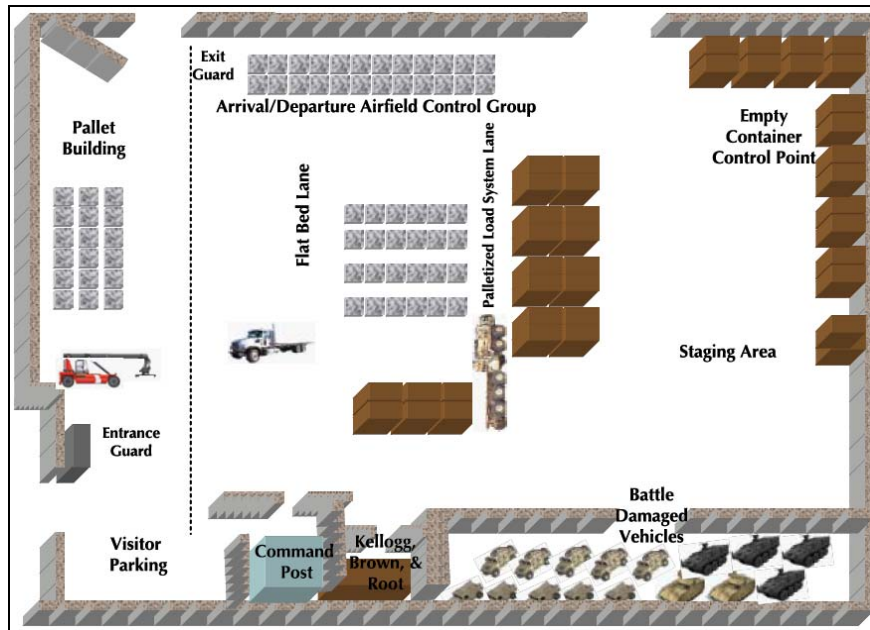 Exit
Guard
Arrival/Departure Airfield Control Group
Pallet
Building
Empty
Container
Control Point
Flat Bed Lane
Palletized Load System Lane
Staging Area
Entrance
Guard
Battle
Damaged
Vehicles
Visitor
Parking
Command
Post
Kellogg,
Brown, &
Root